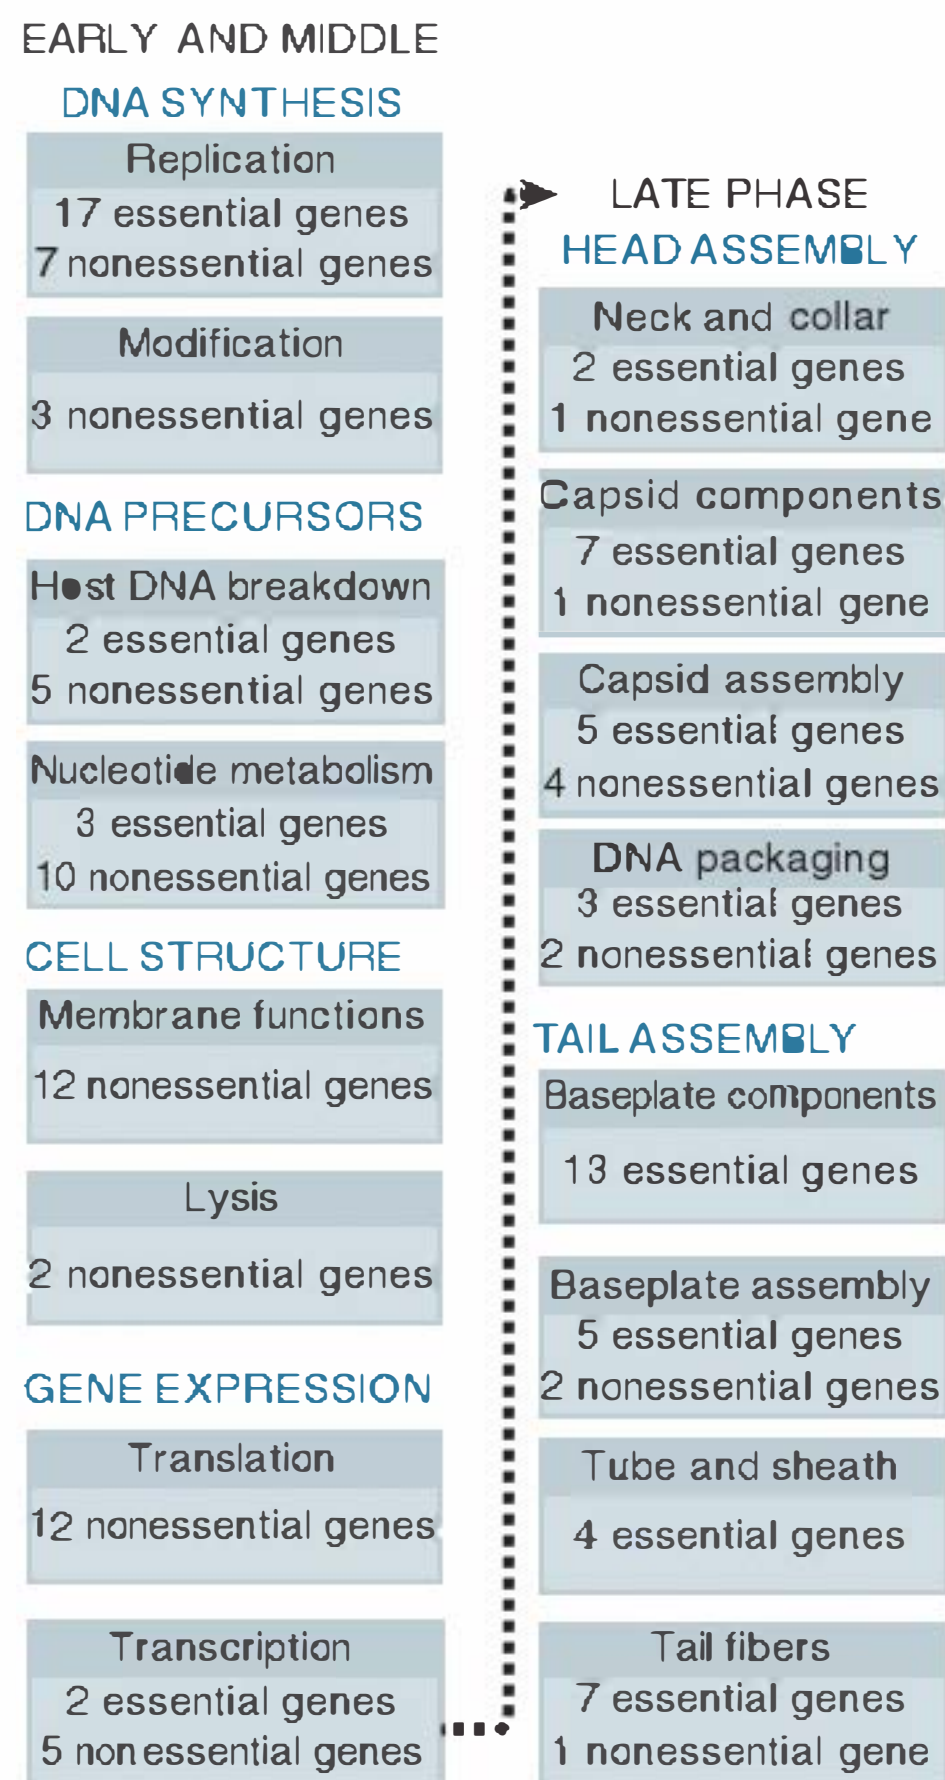 EARLY AND MIDDLE
DNA SYNTHESIS
Replication
17 essential genes
7 nonessential genes
Modification
3 nonessential genes
DNA PRECURSORS
Host DNA breakdown
2 essential genes
5 nonessential genes
Nucleotide metabolism
3 essential genes
10 nonessential genes
CELL STRUCTURE
Membrane functions
12 nonessential genes
Lysis
2 nonessential genes
GENE EXPRESSION
Translation
12 nonessential genes
Transcription
2 essential genes
5 nonessential genes
LATE PHASE
HEAD ASSEMBLY
Neck and collar
2 essential genes
1 nonessential gene
Capsid components
7 essential genes
1 nonessential gene
Capsid assembly
5 essential genes
4 nonessential genes
DNA packaging
3 essential genes
2 nonessential genes
TAIL ASSEMBLY
Baseplate components
13 essential genes
Baseplate assembly
5 essential genes
2 nonessential genes
Tube and sheath
4 essential genes
Tail fibers
7 essential genes
1 nonessential gene